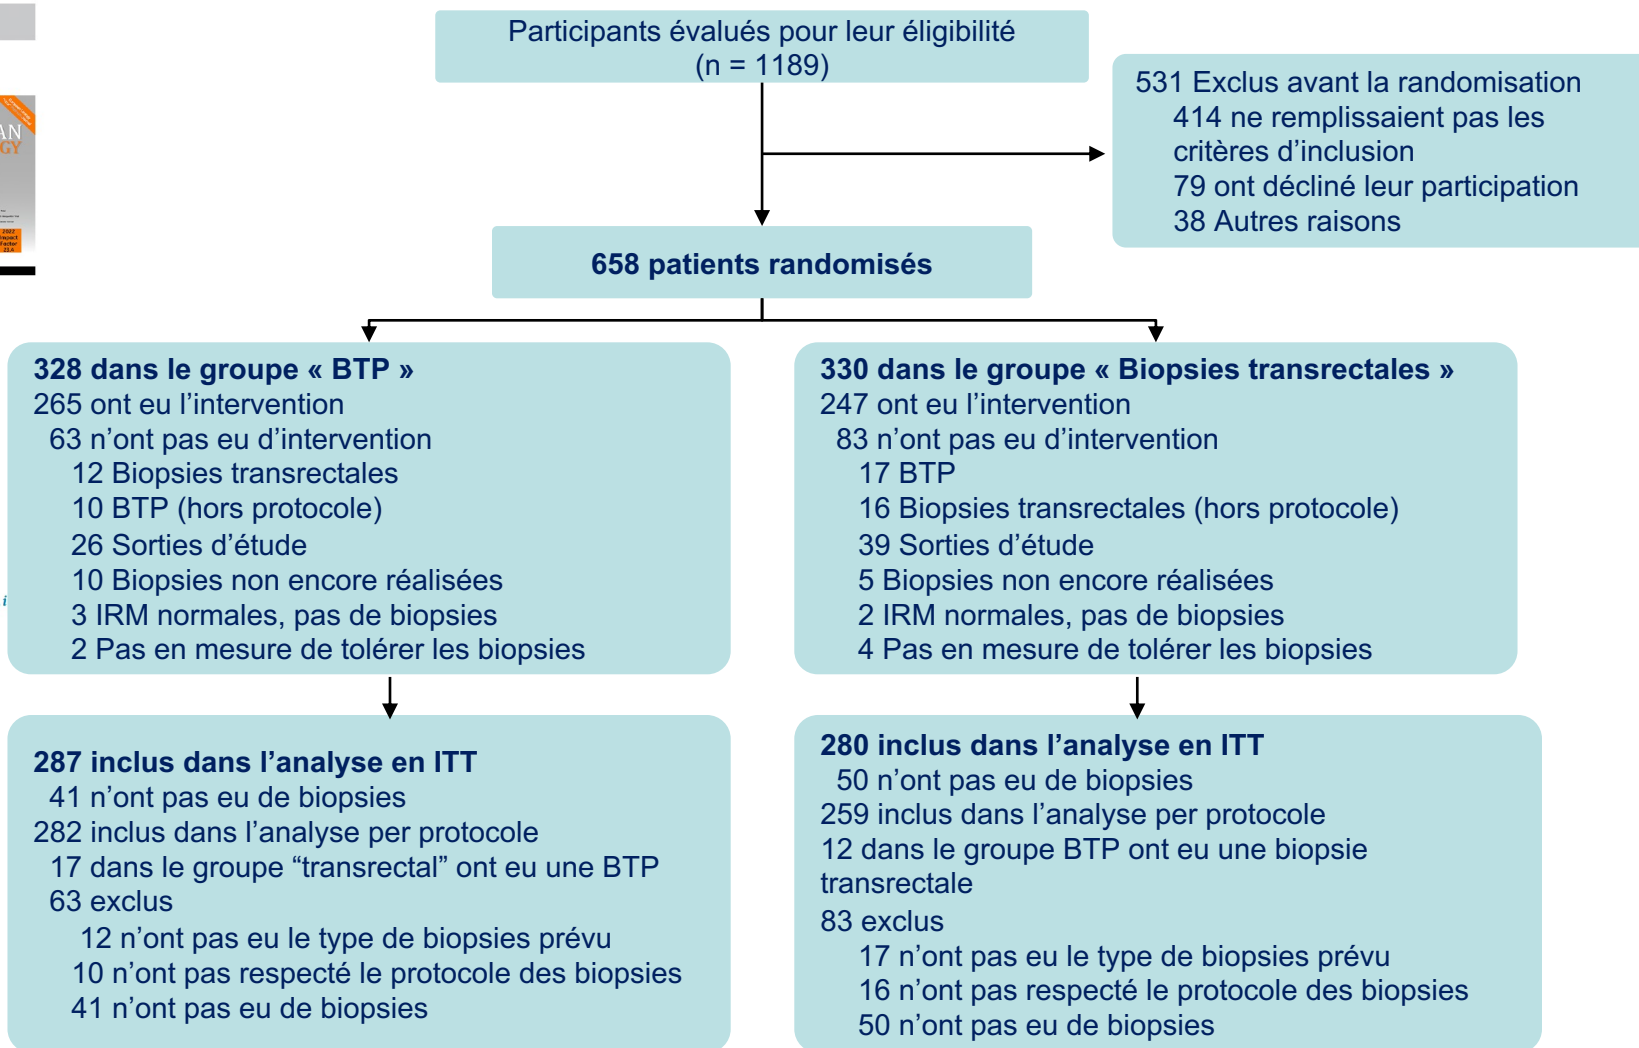 Participants évalués pour leur éligibilité
(n = 1189)
531 Exclus avant la randomisation
414 ne remplissaient pas les
critères d'inclusion
79 ont décliné leur participation
38 Autres raisons
AN
GY
2022
Impact
Factor
23.4
658 patients randomisés
328 dans le groupe « BTP »
265 ont eu l'intervention
63 n'ont pas eu d'intervention
12 Biopsies transrectales
10 BTP (hors protocole)
26 Sorties d'étude
10 Biopsies non encore réalisées
3 IRM normales, pas de biopsies
2 Pas en mesure de tolérer les biopsies
330 dans le groupe « Biopsies transrectales »
247 ont eu l'intervention
83 n'ont pas eu d'intervention
17 BTP
16 Biopsies transrectales (hors protocole)
39 Sorties d'étude
5 Biopsies non encore réalisées
2 IRM normales, pas de biopsies
4 Pas en mesure de tolérer les biopsies
i
287 inclus dans l'analyse en ITT
41 n'ont pas eu de biopsies
282 inclus dans l'analyse per protocole
17 dans le groupe “transrectal” ont eu une BTP
63 exclus
12 n'ont pas eu le type de biopsies prévu
10 n'ont pas respecté le protocole des biopsies
41 n'ont pas eu de biopsies
280 inclus dans l'analyse en ITT
50 n'ont pas eu de biopsies
259 inclus dans l'analyse per protocole
12 dans le groupe BTP ont eu une biopsie
transrectale
83 exclus
17 n'ont pas eu le type de biopsies prévu
16 n'ont pas respecté le protocole des biopsies
50 n'ont pas eu de biopsies